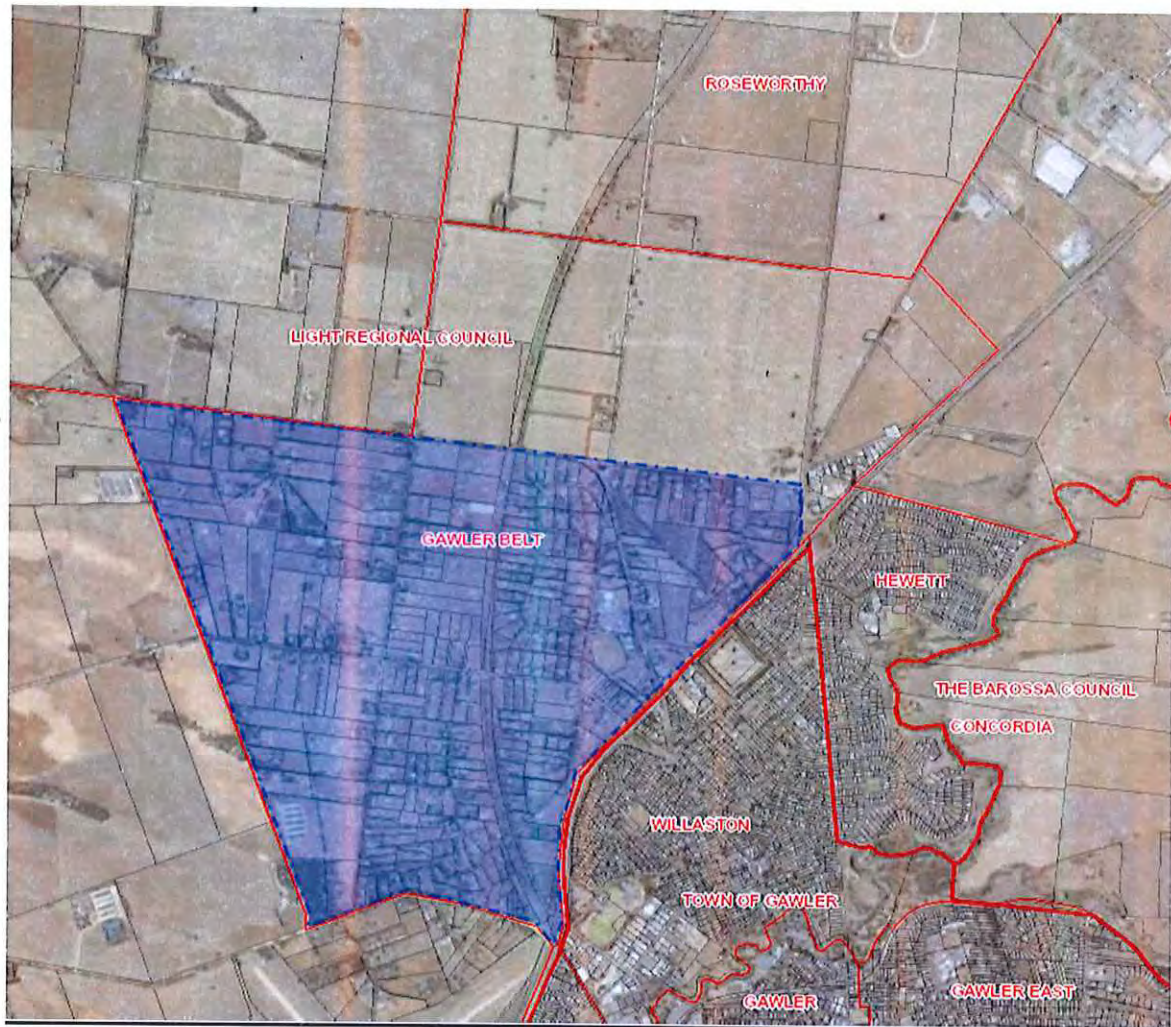 ROSEWORTHY
LIGHT REGIONAL COUNCIL
GAWLER BELT
HEWETT
THE BAROSSA COUNCIL
CONCORDIA
WILLASTON
TOWN OF GAWLER
GAWLER
GAWLER EAST